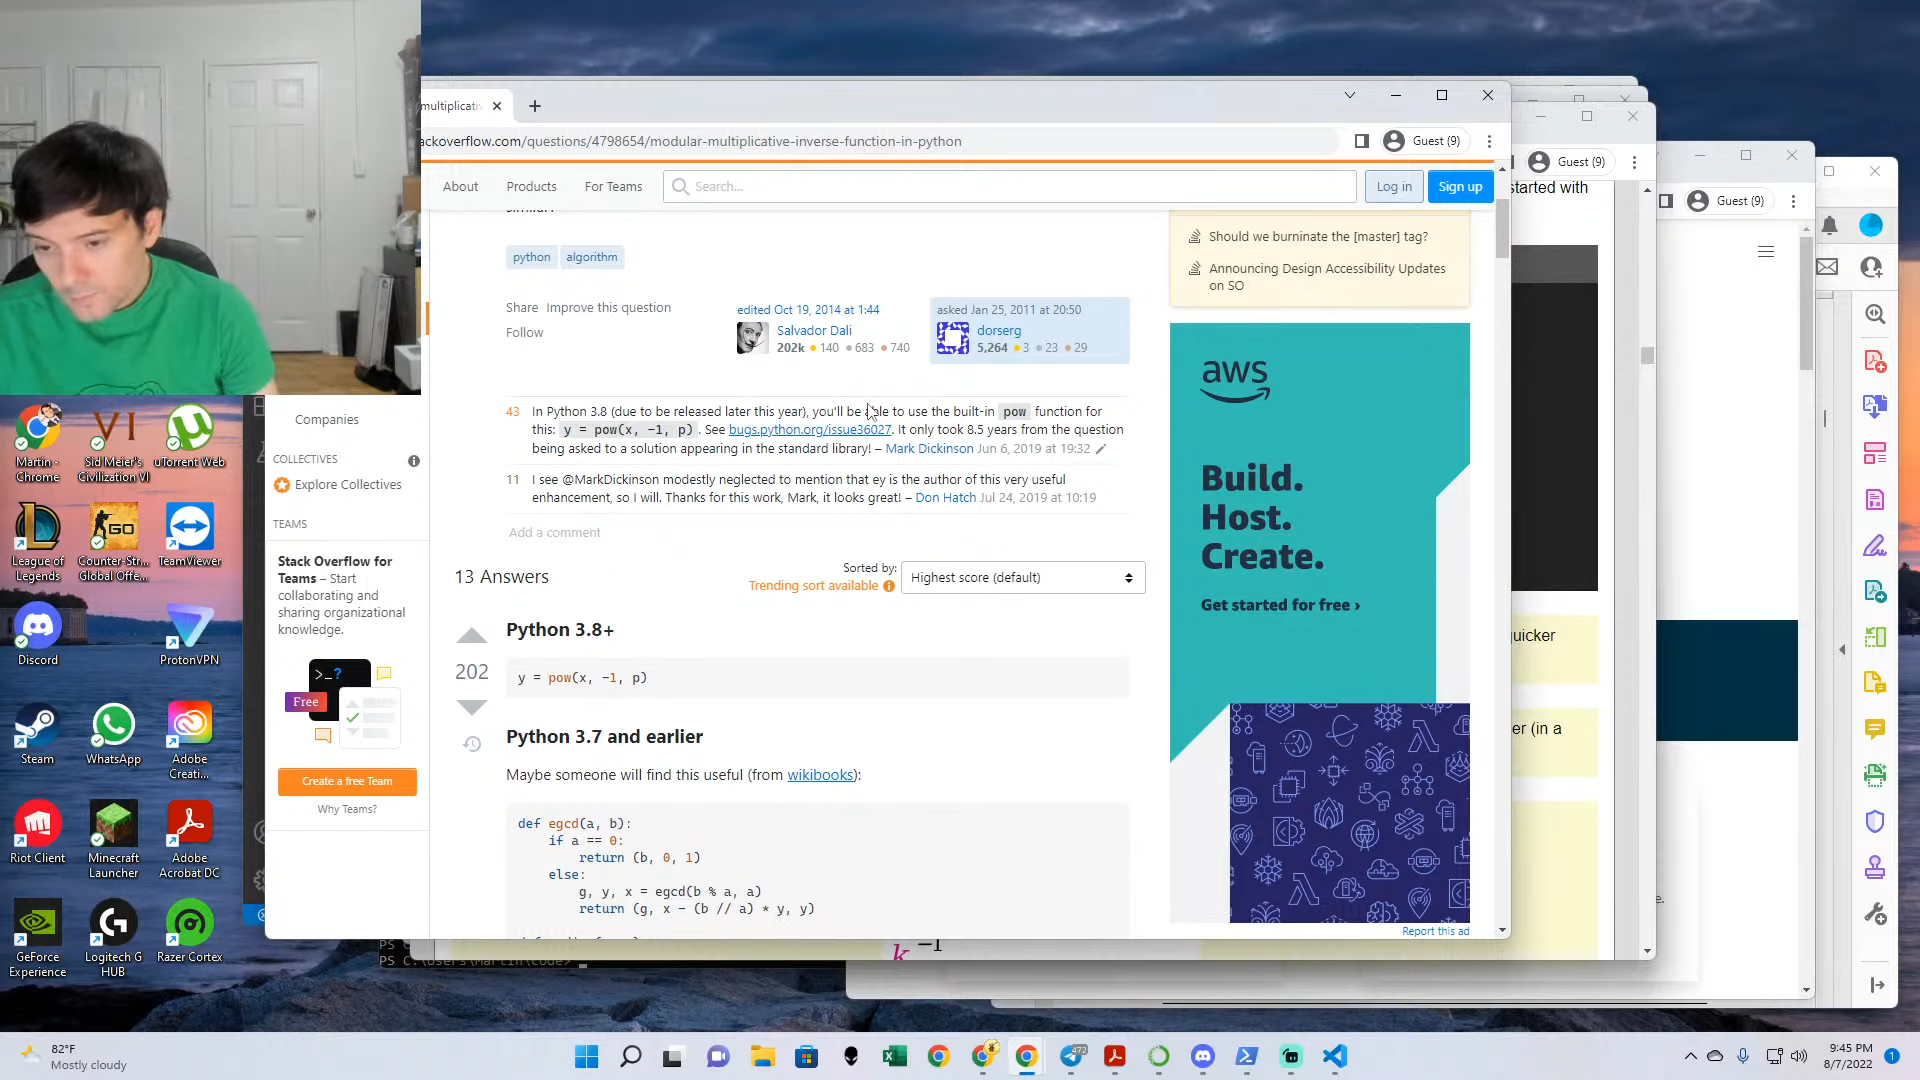 multiplicativ
ackoverflow.com/questions/4798654/modular-multiplicative-inverse-function-in-python
Guest (9)
Guest (9)
Guest (9)
About
Products
For Teams
Search...
Log in
Sign up
started with
Should we burninate the [master] tag?
Announcing Design Accessibility Updates
on SO
python
algorithm
Share
Improve this question
Follow
edited Oct 19, 2014 at 1:44
Salvador Dali
202k 140 683 740
asked Jan 25, 2011 at 20:50
dorserg
5,264 3 23 29
43
In Python 3.8 (due to be released later this year), you'll be able to use the built-in pow function for
this: y = pow(x, −1, p) . See bugs.python.org/issue36027. It only took 8.5 years from the question
being asked to a solution appearing in the standard library! – Mark Dickinson Jun 6, 2019 at 19:32
11
I see @MarkDickinson modestly neglected to mention that ey is the author of this very useful
enhancement, so I will. Thanks for this work, Mark, it looks great! – Don Hatch Jul 24, 2019 at 10:19
Add a comment
13 Answers
Sorted by:
Trending sort available
Highest score (default)
Python 3.8+
202
y = pow(x, −1, p)
Python 3.7 and earlier
Maybe someone will find this useful (from wikibooks):
def egcd(a, b):
if a == 0:
return (b, 0, 1)
else:
g, y, x = egcd(b % a, a)
return (g, x − (b // a) * y, y)
aws
Build.
Host.
Create.
Get started for free ›
Report this ad
uicker
er (in a
e.
k −1
Companies
COLLECTIVES
Explore Collectives
TEAMS
Stack Overflow for
Teams – Start
collaborating and
sharing organizational
knowledge.
>_?
Free
Create a free Team
Why Teams?
PS C
PS C:\Users\Martin\code>
Martin -
Chrome
Sid Meier's
Civilization VI
uTorrent Web
League of
Legends
GO
Counter-Str...
Global Offe...
TeamViewer
Discord
ProtonVPN
Steam
WhatsApp
Adobe
Creati...
Riot Client
Minecraft
Launcher
Adobe
Acrobat DC
GeForce
Experience
Logitech G
HUB
Razer Cortex
82°F
Mostly cloudy
472
9:45 PM
8/7/2022
1